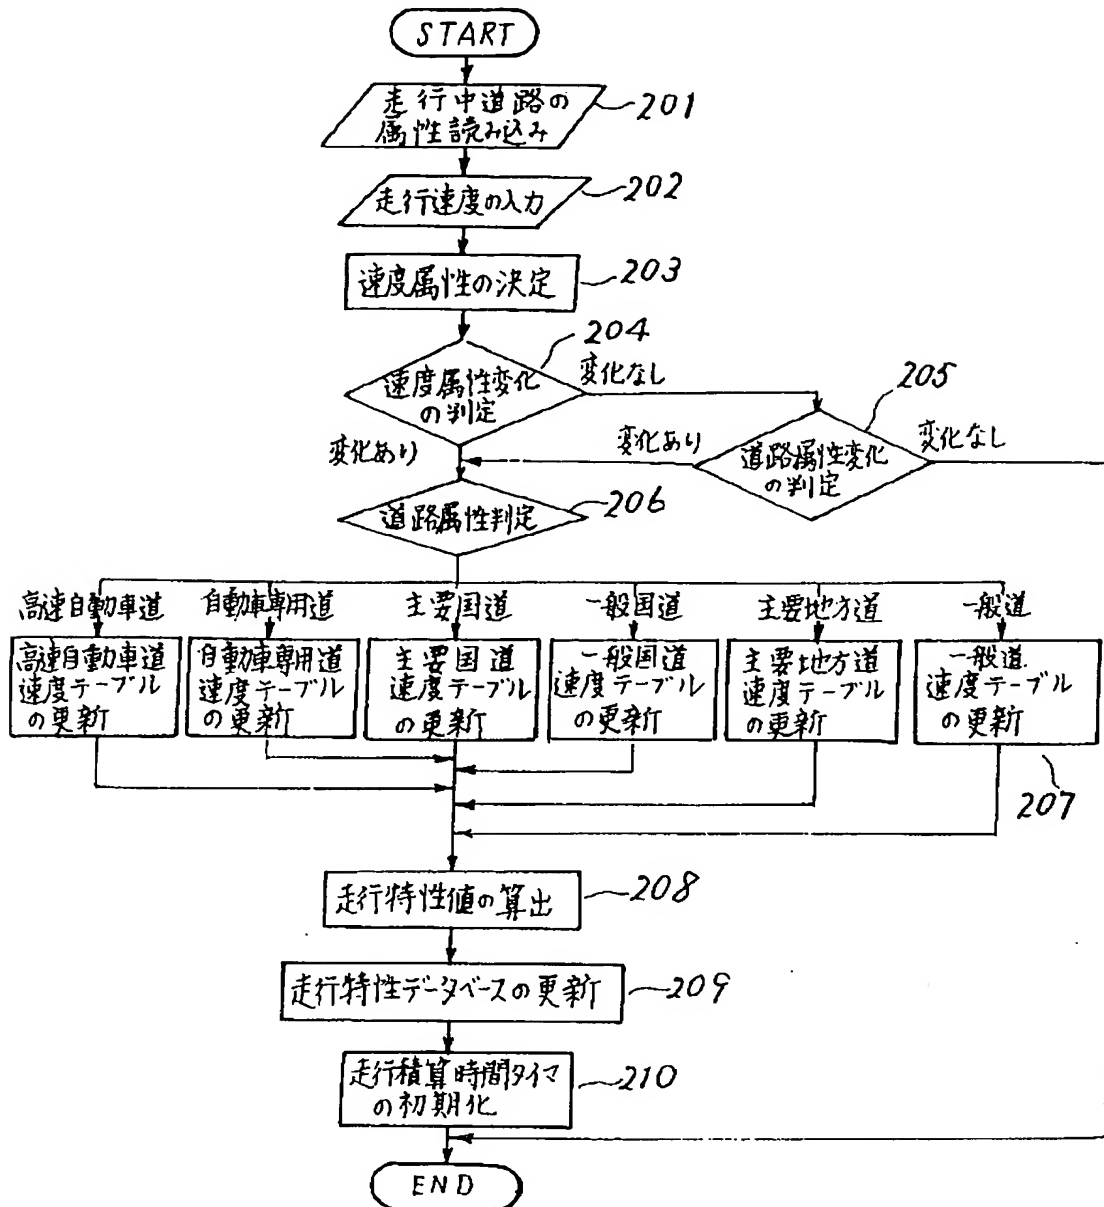 START
走行中道路の
属性読み込み
201
走行速度の入力
202
速度属性の決定
203
204
速度属性変化
の判定
変化なし
205
変化あり
変化あり
道路属性変化
の判定
変化なし
206
道路属性判定
高速自動車道
自動車専用道
主要国道
一般国道
主要地方道
一般道
高速自動車道
速度テーブル
の更新
自動車専用道
速度テーブル
の更新
主要国道
速度テーブル
の更新
一般国道
速度テーブル
の更新
主要地方道
速度テーブル
の更新
一般道
速度テーブル
の更新
207
走行特性値の算出
208
走行特性データベースの更新
209
走行積算時間タイマ
の初期化
210
END